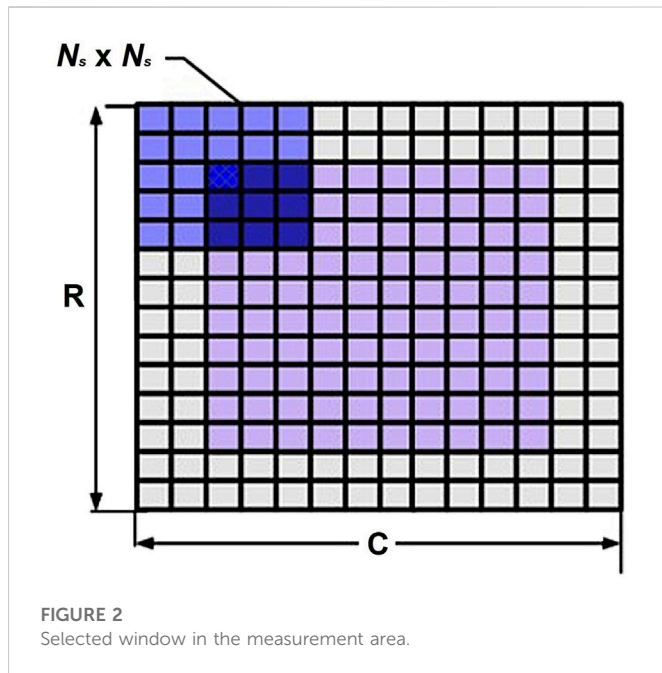 Nₛ x Nₛ
R
C
FIGURE 2
Selected window in the measurement area.